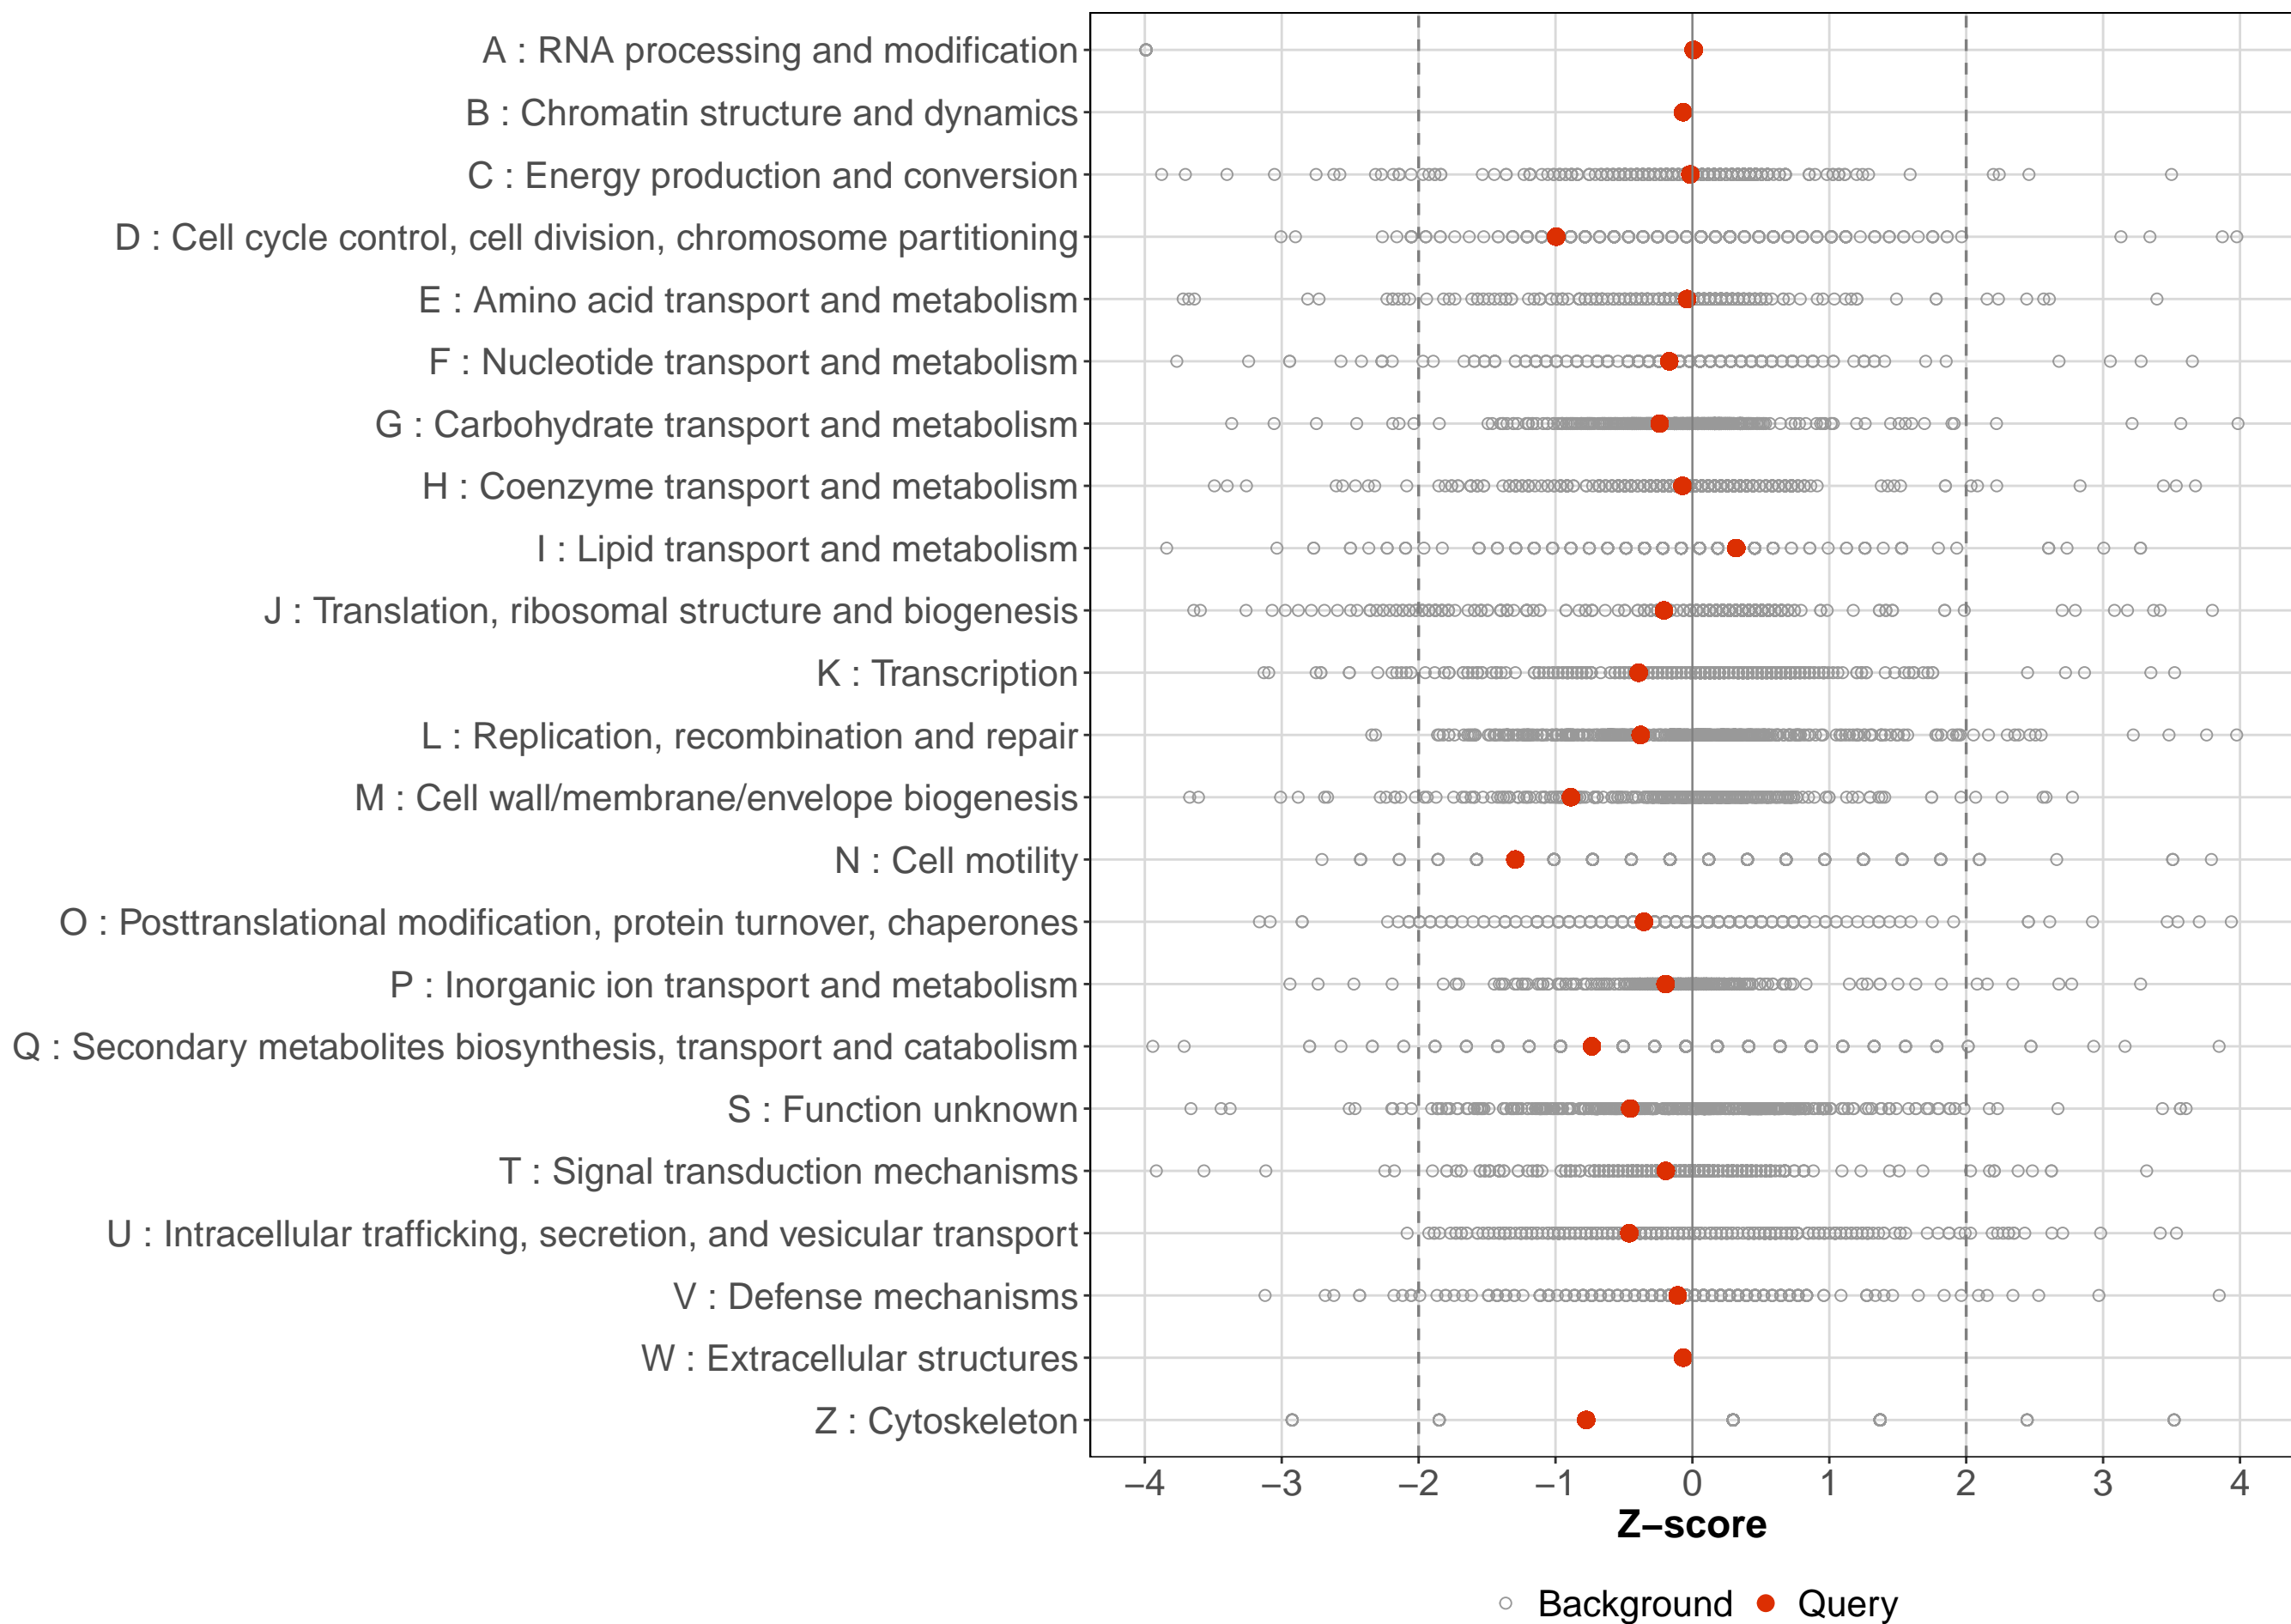 A : RNA processing and modification
B : Chromatin structure and dynamics
C : Energy production and conversion
D : Cell cycle control, cell division, chromosome partitioning
E : Amino acid transport and metabolism
F : Nucleotide transport and metabolism
G : Carbohydrate transport and metabolism
H : Coenzyme transport and metabolism
I : Lipid transport and metabolism
J : Translation, ribosomal structure and biogenesis
K : Transcription
L : Replication, recombination and repair
M : Cell wall/membrane/envelope biogenesis
N : Cell motility
O : Posttranslational modification, protein turnover, chaperones
P : Inorganic ion transport and metabolism
Q : Secondary metabolites biosynthesis, transport and catabolism
S : Function unknown
T : Signal transduction mechanisms
U : Intracellular trafficking, secretion, and vesicular transport
V : Defense mechanisms
W : Extracellular structures
Z : Cytoskeleton
−4 −3 −2 −1 0 1 2 3 4
Z−score
Background Query